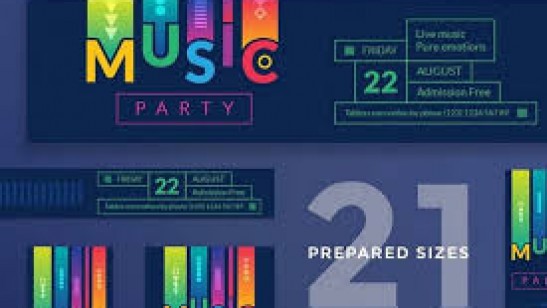 MUSIC
PARTY
FRIDAY
22
AUGUST
Live music
Pure emotions
Admission Free
FRIDAY
22
AUGUST
Admission Free
21
PREPARED SIZES
MUSIC